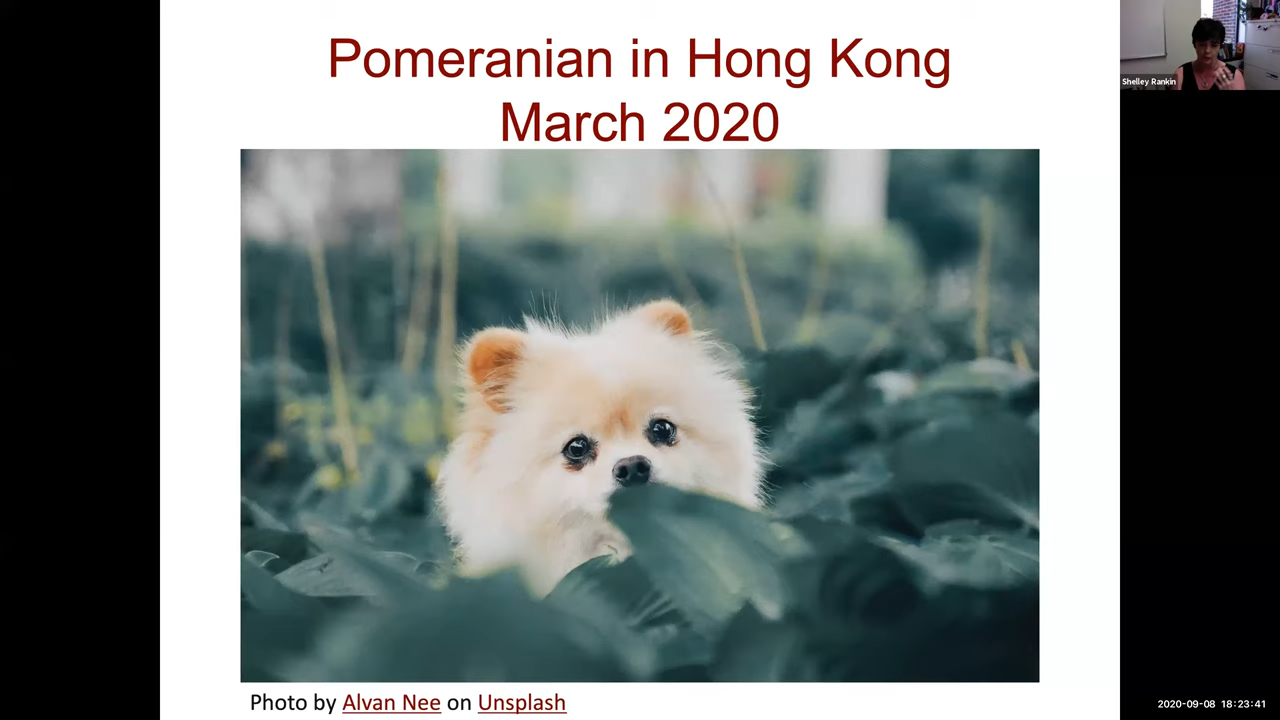 Pomeranian in Hong Kong
March 2020
Shelley Rankin
Photo by Alvan Nee on Unsplash
2020-09-08 18:23:41